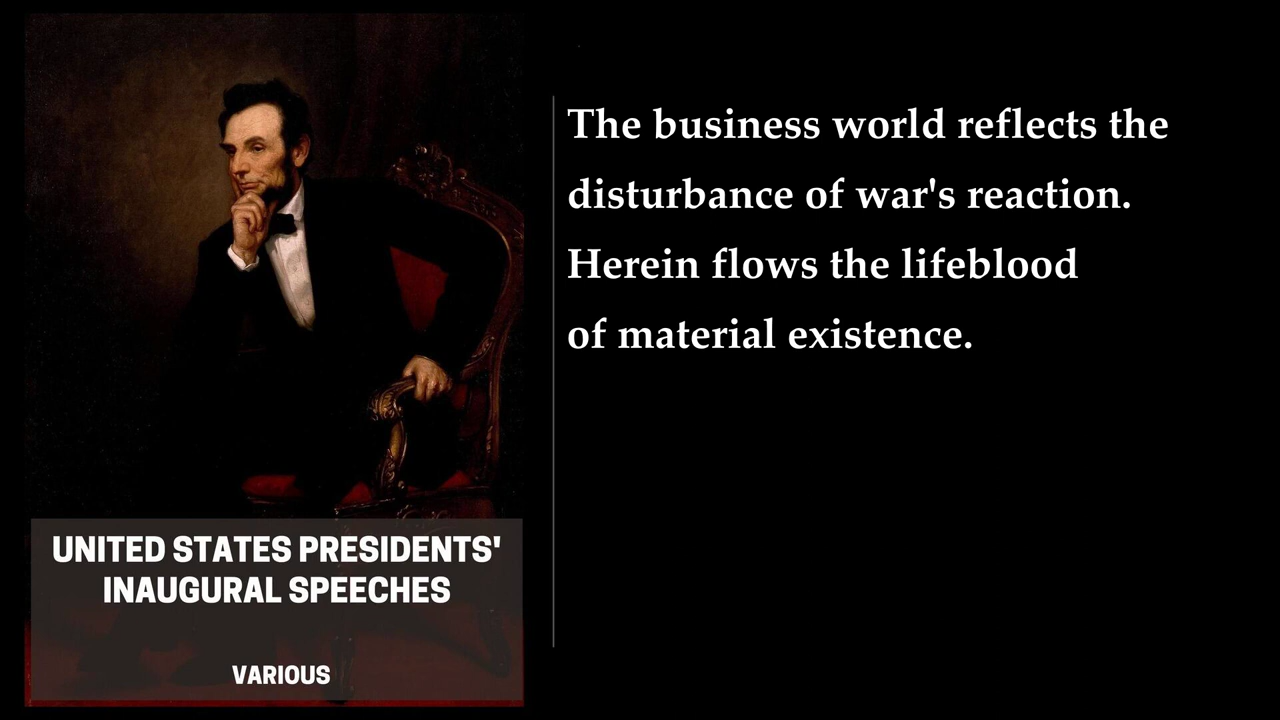 The business world reflects the
disturbance of war's reaction.
Herein flows the lifeblood
of material existence.
UNITED STATES PRESIDENTS'
INAUGURAL SPEECHES
VARIOUS